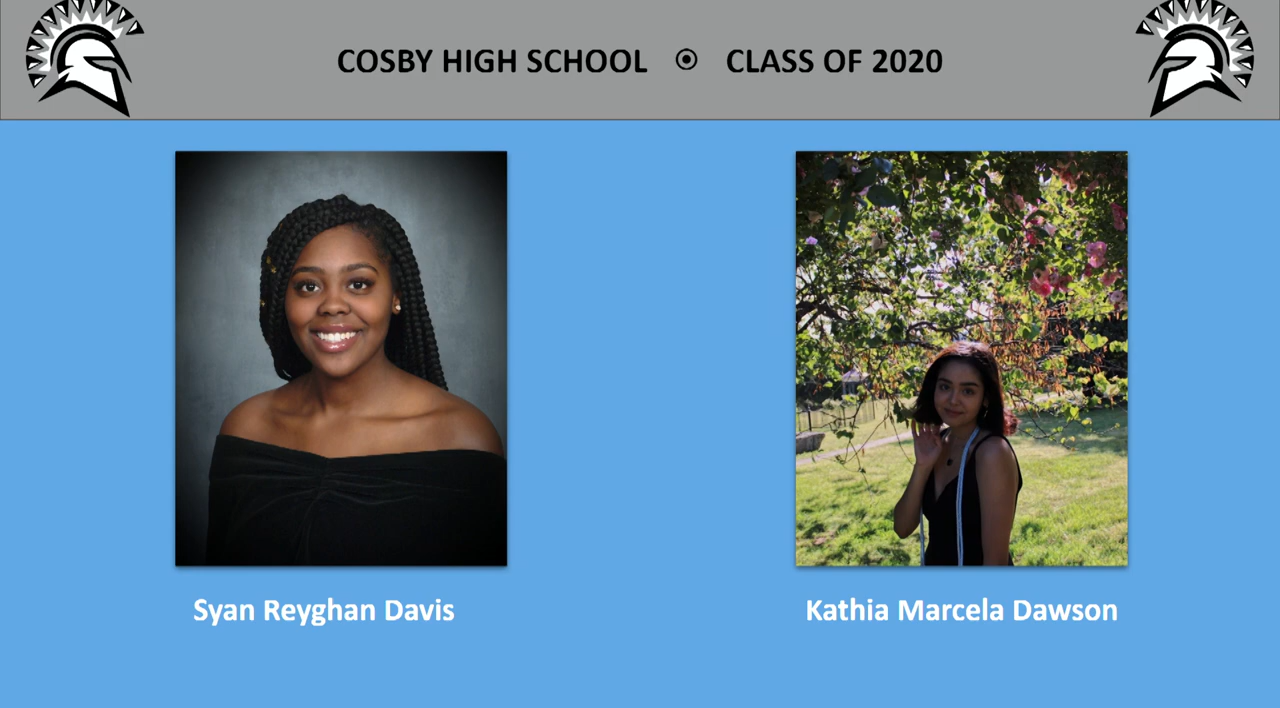 COSBY HIGH SCHOOL ⦿ CLASS OF 2020
Syan Reyghan Davis
Kathia Marcela Dawson